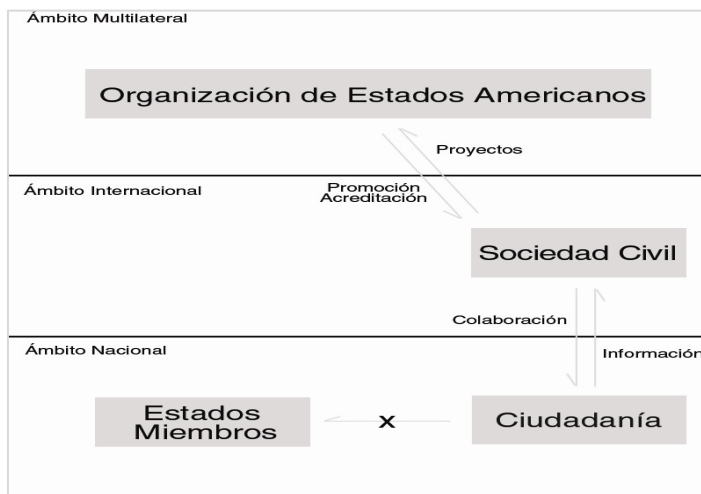 Ámbito Multilateral
Organización de Estados Americanos
Proyectos
Ámbito Internacional
Promoción
Acreditación
Sociedad Civil
Colaboración
Ámbito Nacional
Información
Estados
Miembros
x
Ciudadanía